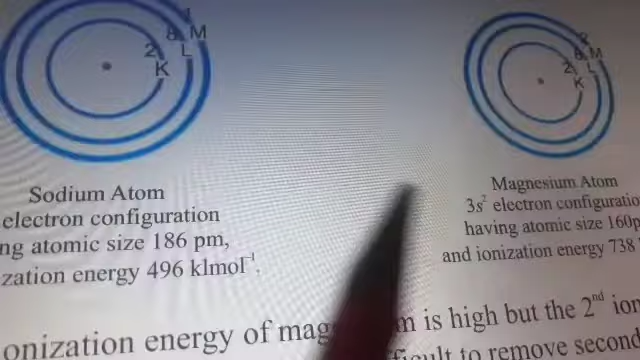 1
8 M
2 L
K
2
8 M
2 L
K
Sodium Atom
electron configuration
ng atomic size 186 pm,
zation energy 496 klmol⁻¹.
Magnesium Atom
3s² electron configuratio
having atomic size 160p
and ionization energy 738
onization energy of mag m is high but the 2nd ion
ficult to remove second